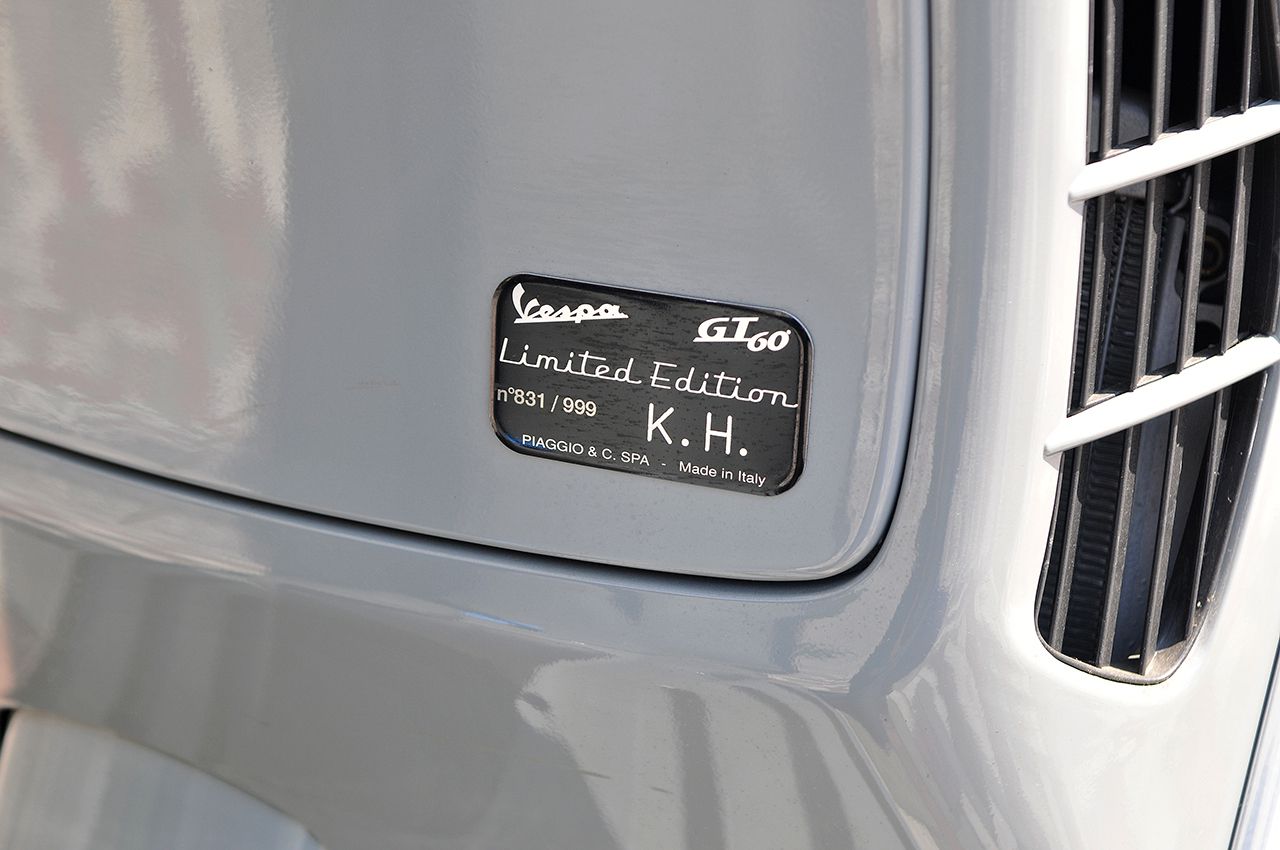 Vespa GT60
Limited Edition
n°831 / 999 K.H.
PIAGGIO & C. SPA - Made in Italy